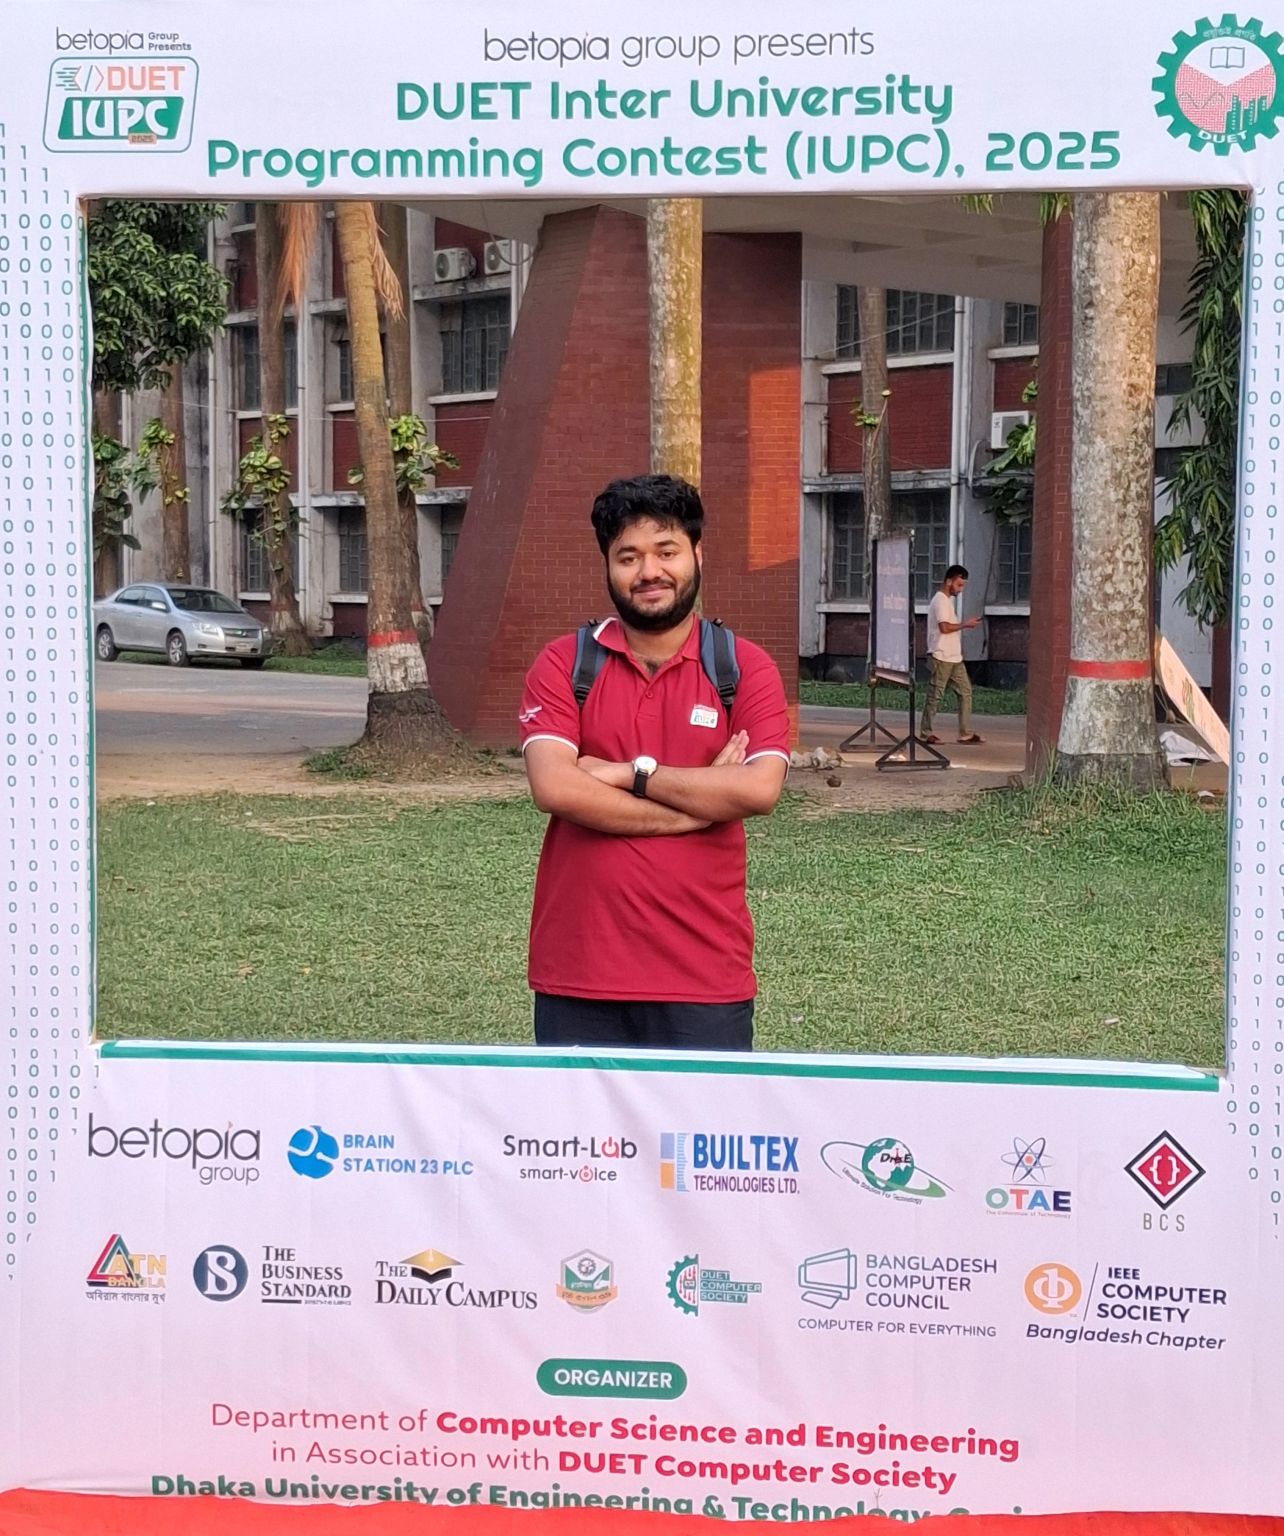 betopia Group Presents
</>DUET
IUPC
2025
betopia group presents
DUET Inter University
Programming Contest (IUPC), 2025
DUET
betopia group
BRAIN STATION 23 PLC
Smart-Lab
smart-voice
BUILTEX
TECHNOLOGIES LTD.
OTAE
BCS
ATN
BANGLA
অবিরাম বাংলার মুখ
THE BUSINESS STANDARD
THE DAILY CAMPUS
DUET COMPUTER SOCIETY
BANGLADESH COMPUTER COUNCIL
COMPUTER FOR EVERYTHING
IEEE COMPUTER SOCIETY
Bangladesh Chapter
ORGANIZER
Department of Computer Science and Engineering
in Association with DUET Computer Society
Dhaka University of Engineering & Technology,